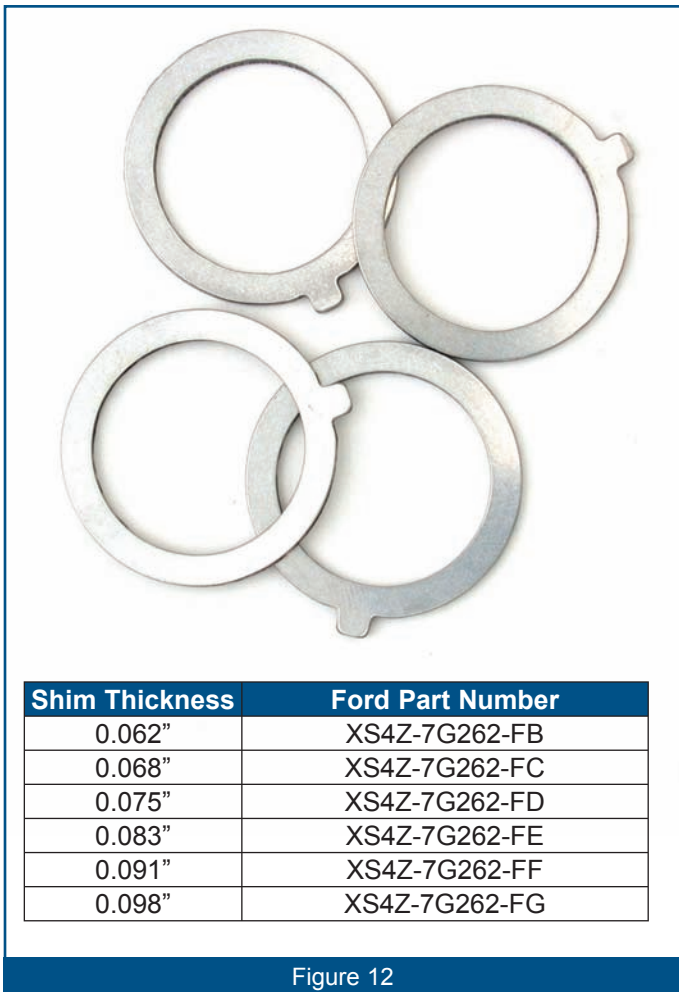 Shim Thickness Ford Part Number
0.062” XS4Z-7G262-FB
0.068” XS4Z-7G262-FC
0.075” XS4Z-7G262-FD
0.083” XS4Z-7G262-FE
0.091” XS4Z-7G262-FF
0.098” XS4Z-7G262-FG
Figure 12